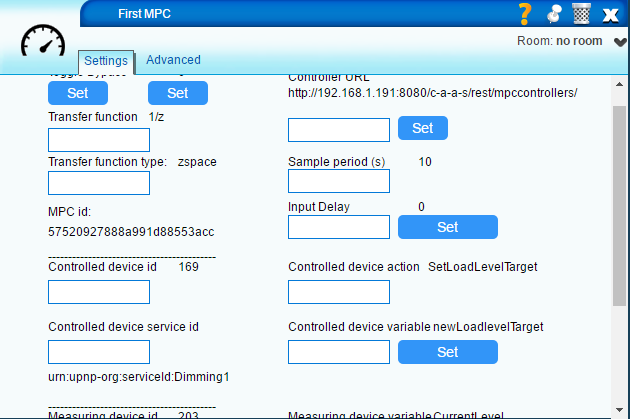 First MPC
?
Room: no room
Settings
Advanced
Toggle Bypass
Controller URL
http://192.168.1.191:8080/c-a-a-s/rest/mpccontrollers/
Set
Set
Transfer function 1/z
Set
Transfer function type: zspace
Sample period (s) 10
MPC id:
57520927888a991d88553acc
Input Delay 0
Set
------------------------------------------
Controlled device id 169
Controlled device action SetLoadLevelTarget
Controlled device service id
Controlled device variable newLoadlevelTarget
Set
urn:upnp-org:serviceId:Dimming1
------------------------------------------
Measuring device id 203
Measuring device variable CurrentLevel